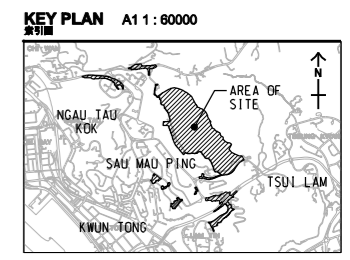 KEY PLAN A1 1 : 60000
索引圖
N
AREA OF
SITE
NGAU TAU
KOK
SAU MAU PING
TSUI LAM
KWUN TONG